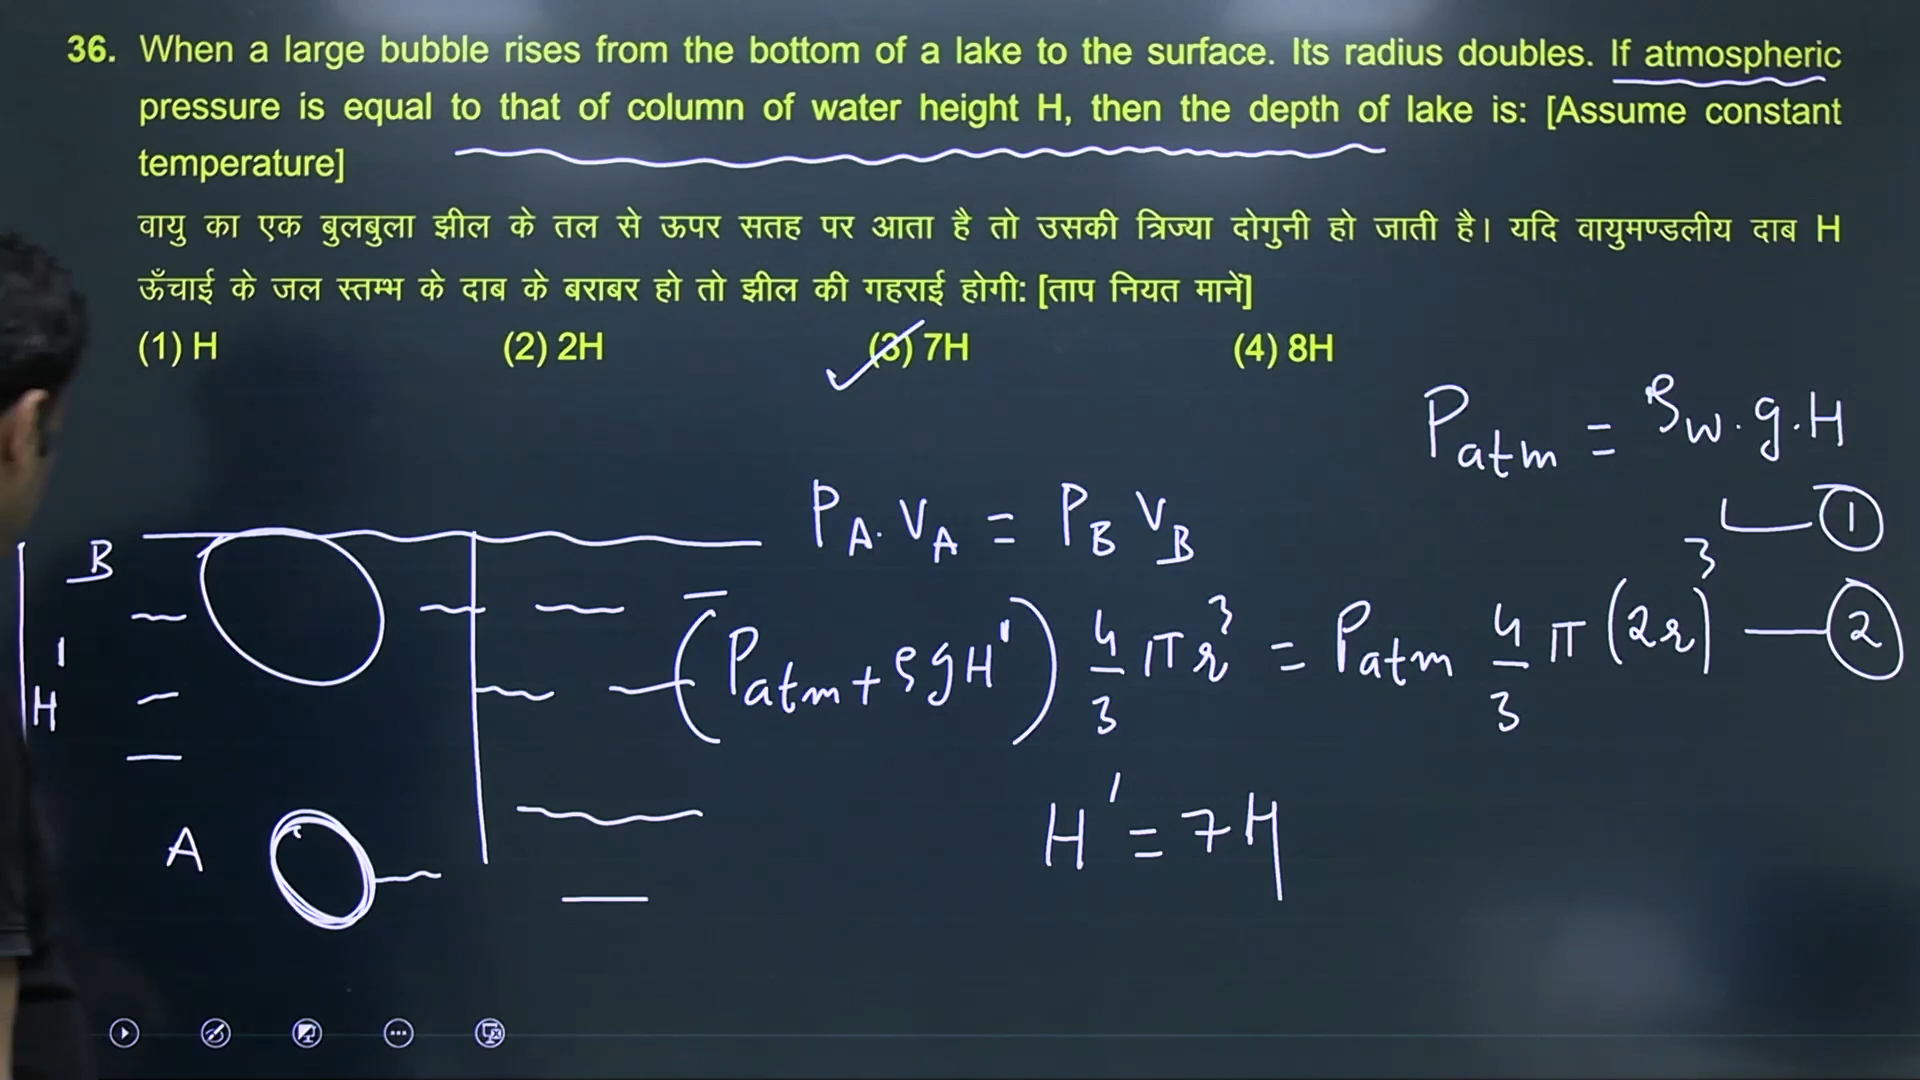 36. When a large bubble rises from the bottom of a lake to the surface. Its radius doubles. If atmospheric
pressure is equal to that of column of water height H, then the depth of lake is: [Assume constant
temperature]
वायु का एक बुलबुला झील के तल से ऊपर सतह पर आता है तो उसकी त्रिज्या दोगुनी हो जाती है। यदि वायुमण्डलीय दाब H
ऊँचाई के जल स्तम्भ के दाब के बराबर हो तो झील की गहराई होगी: [ताप नियत मानें]
(1) H (2) 2H (3) 7H (4) 8H
Patm = ρw.g.H
1
PA.VA = PB VB
B
(Patm + ρgH') 4/3 πr³ = Patm 4/3 π(2r)³ — 2
H'
A
H' = 7H